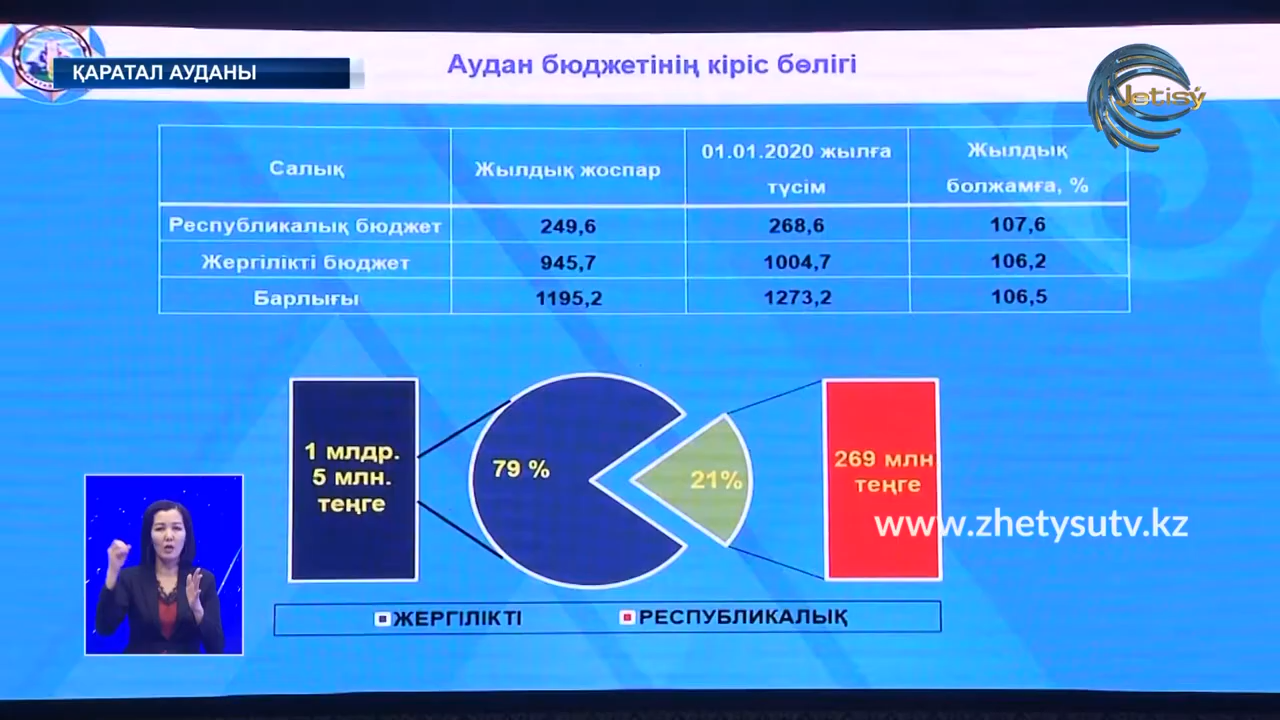 ҚАРАТАЛ АУДАНЫ
Аудан бюджетінің кіріс бөлігі
Jetisý
Салық
Жылдық жоспар
01.01.2020 жылға
түсім
Жылдық
болжамға, %
Республикалық бюджет 249,6 268,6 107,6
Жергілікті бюджет 945,7 1004,7 106,2
Барлығы 1195,2 1273,2 106,5
1 млдр.
5 млн.
теңге
79 %
21%
269 млн
теңге
www.zhetysutv.kz
ЖЕРГІЛІКТІ РЕСПУБЛИКАЛЫҚ